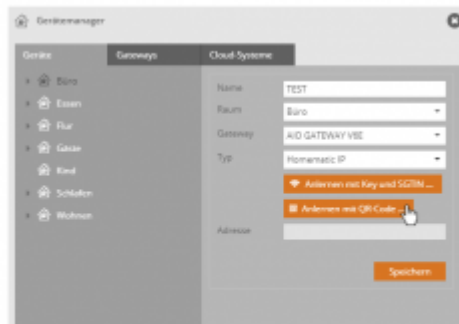 Gerätemanager
Geräte Gateways Cloud-Systeme
Büro
Essen
Flur
Gäste
Kind
Schlafen
Wohnen
Name TEST
Raum Büro
Gateway AIO GATEWAY V6E
Typ Homematic IP
Anlernen mit Key und SGTIN ...
Anlernen mit QR-Code ...
Adresse
Speichern